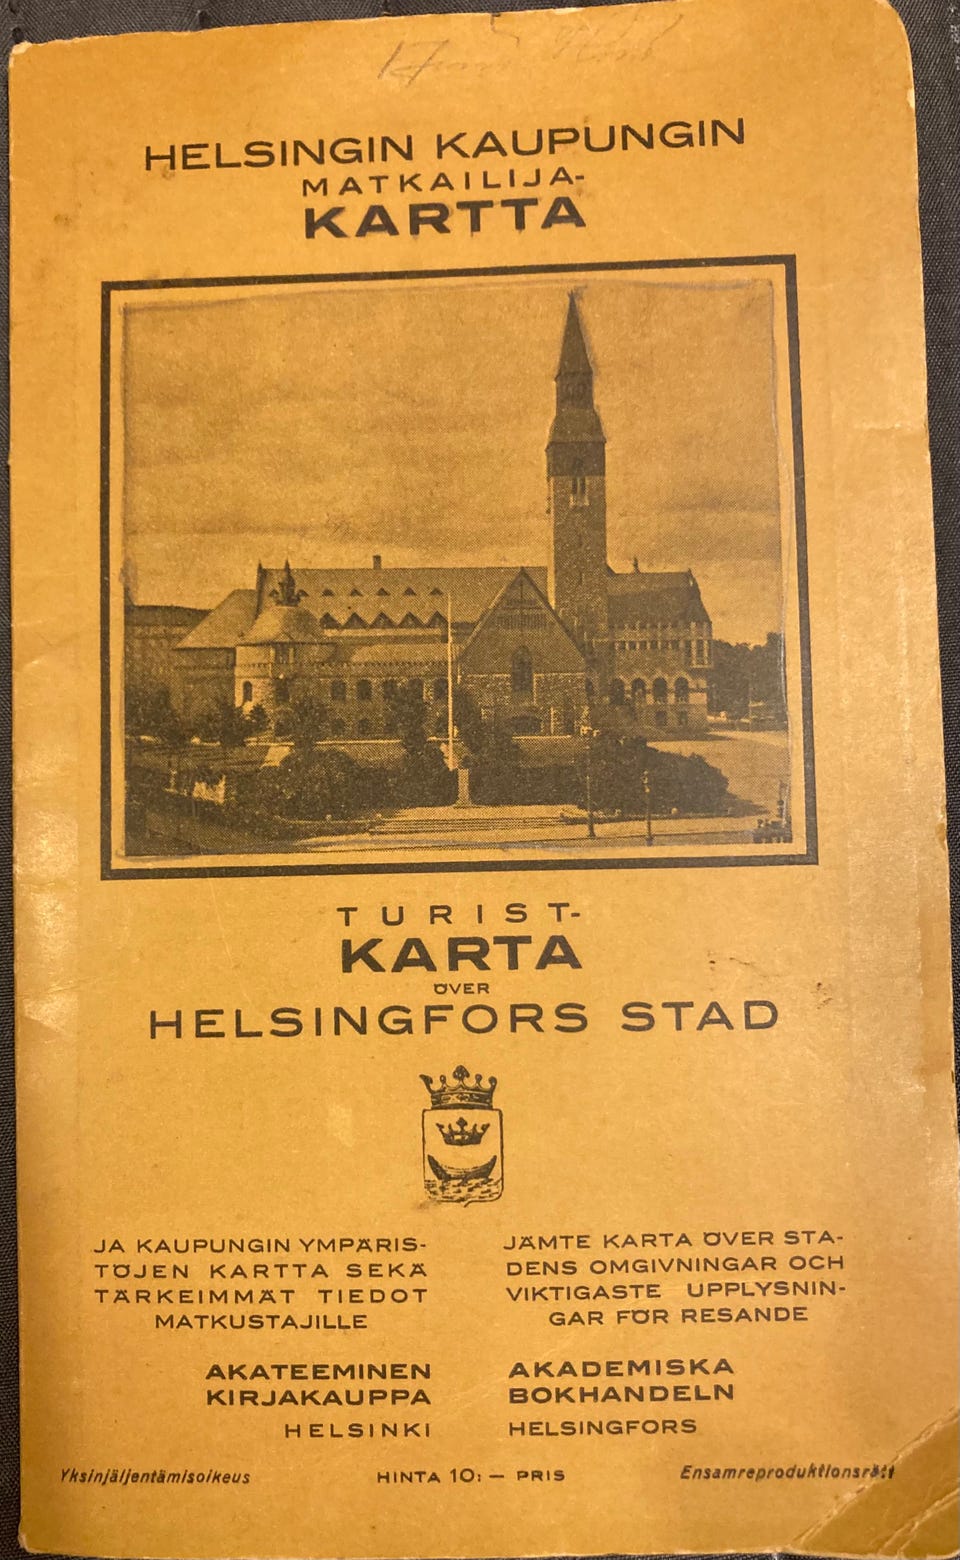 HELSINGIN KAUPUNGIN
MATKAILIJA-
KARTTA
TURIST-
KARTA
ÖVER
HELSINGFORS STAD
JA KAUPUNGIN YMPÄRIS-
TÖJEN KARTTA SEKÄ
TÄRKEIMMÄT TIEDOT
MATKUSTAJILLE
AKATEEMINEN
KIRJAKAUPPA
HELSINKI
JÄMTE KARTA ÖVER STA-
DENS OMGIVNINGAR OCH
VIKTIGASTE UPPLYSNIN-
GAR FÖR RESANDE
AKADEMISKA
BOKHANDELN
HELSINGFORS
Yksinjäljentämisoikeus
HINTA 10: — PRIS
Ensamreproduktionsrätt